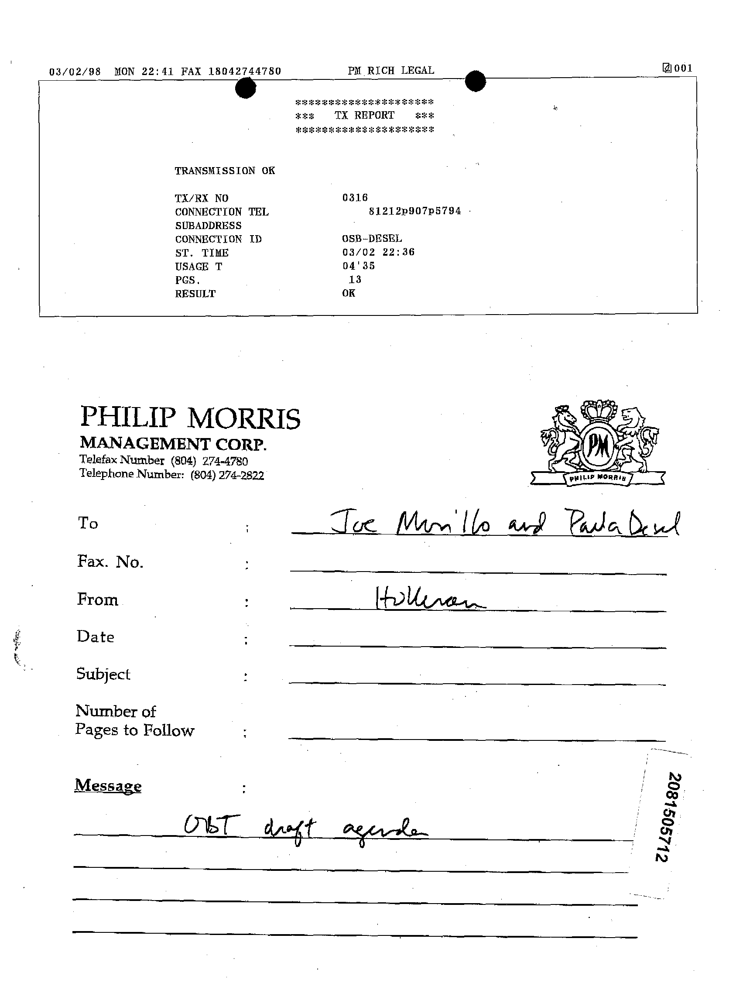 03/02/98 MON 22:41 FAX 18042744780 PM RICH LEGAL 001
*********************
*** TX REPORT ***
*********************
TRANSMISSION OK
TX/RX NO 0316
CONNECTION TEL 81212p907p5794
SUBADDRESS
CONNECTION ID OSB-DESEL
ST. TIME 03/02 22:36
USAGE T 04'35
PGS. 13
RESULT OK
PHILIP MORRIS
MANAGEMENT CORP.
Telefax Number (804) 274-4780
Telephone Number: (804) 274-2822
PM
PHILIP MORRIS
To : Joe Murillo and Paula Desel
Fax. No. :
From : Holleran
Date :
Subject :
Number of
Pages to Follow :
Message :
draft agenda
2081505712